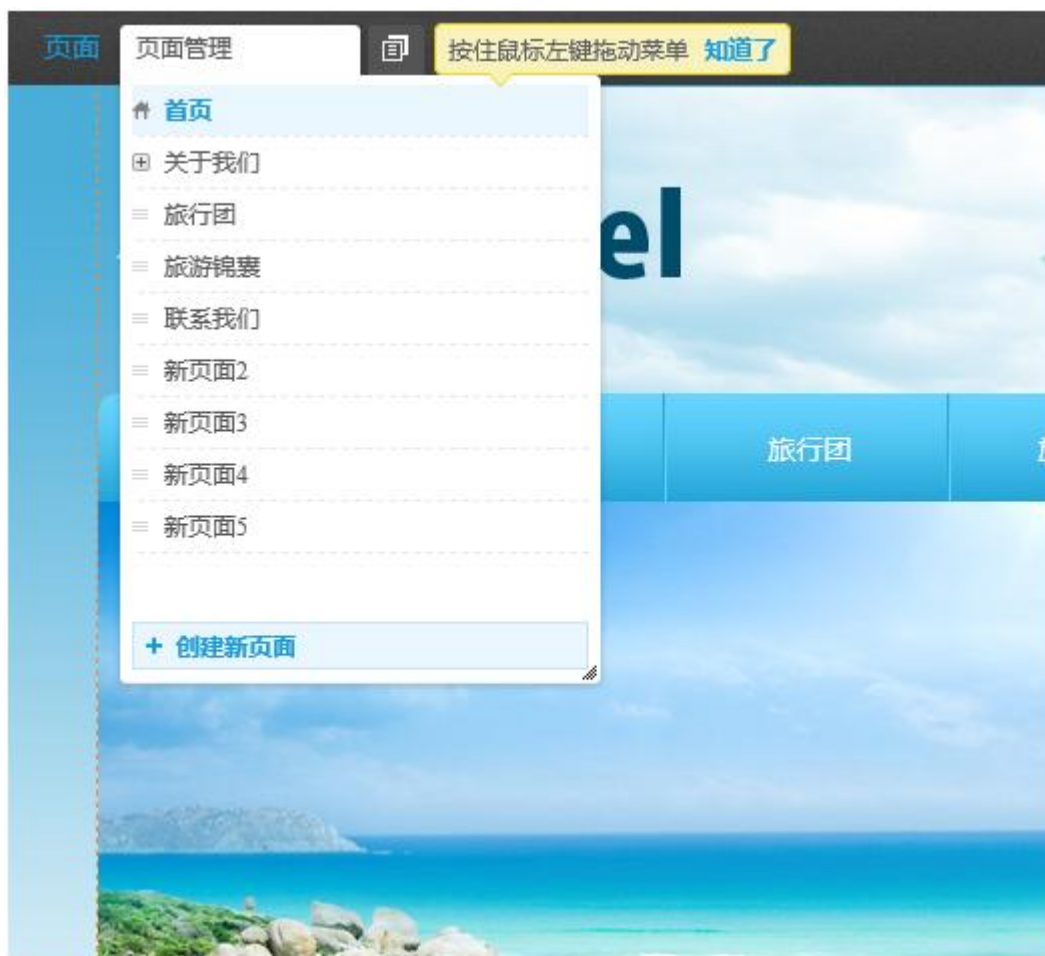 页面 页面管理 按住鼠标左键拖动菜单 知道了
首页
关于我们
旅行团
旅游锦囊
联系我们
新页面2
新页面3
新页面4
新页面5
创建新页面
el
旅行团